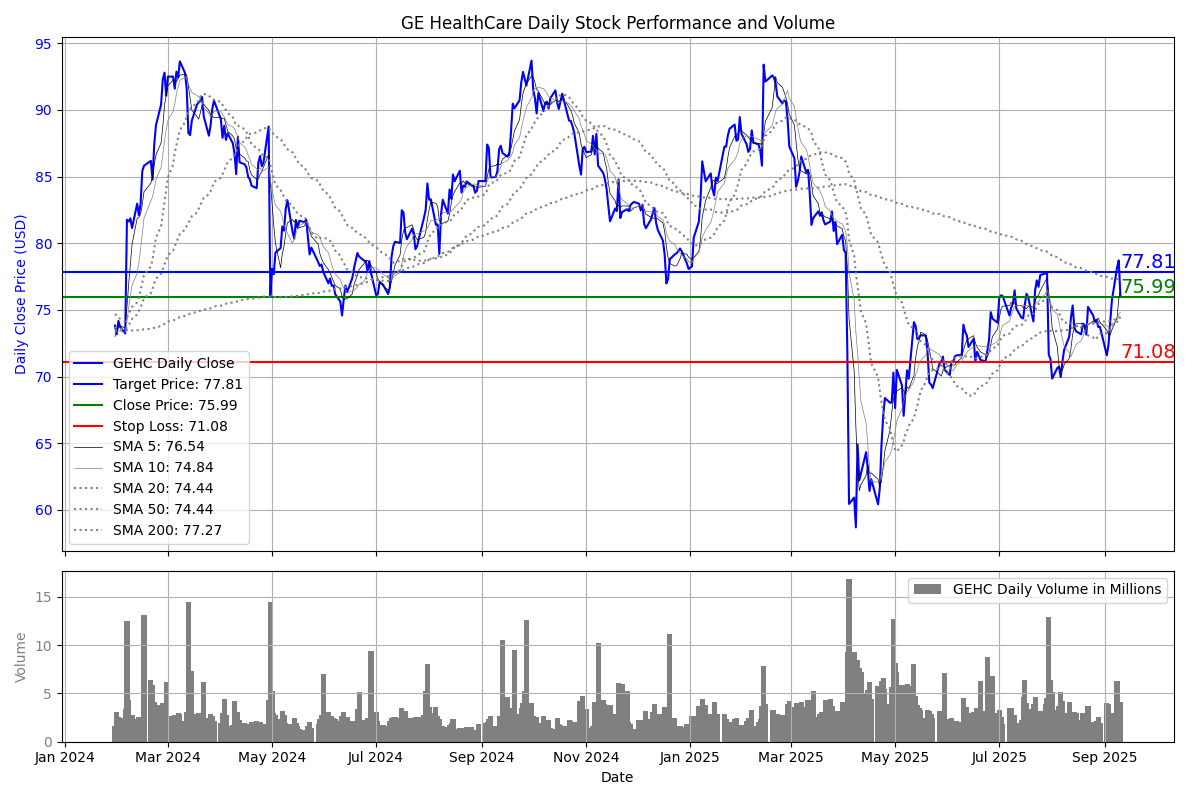 GE HealthCare Daily Stock Performance and Volume
Daily Close Price (USD)
95
90
85
80
75
70
65
60
77.81
75.99
71.08
GEHC Daily Close
Target Price: 77.81
Close Price: 75.99
Stop Loss: 71.08
SMA 5: 76.54
SMA 10: 74.84
SMA 20: 74.44
SMA 50: 74.44
SMA 200: 77.27
Volume
15
10
5
0
GEHC Daily Volume in Millions
Jan 2024 Mar 2024 May 2024 Jul 2024 Sep 2024 Nov 2024 Jan 2025 Mar 2025 May 2025 Jul 2025 Sep 2025
Date